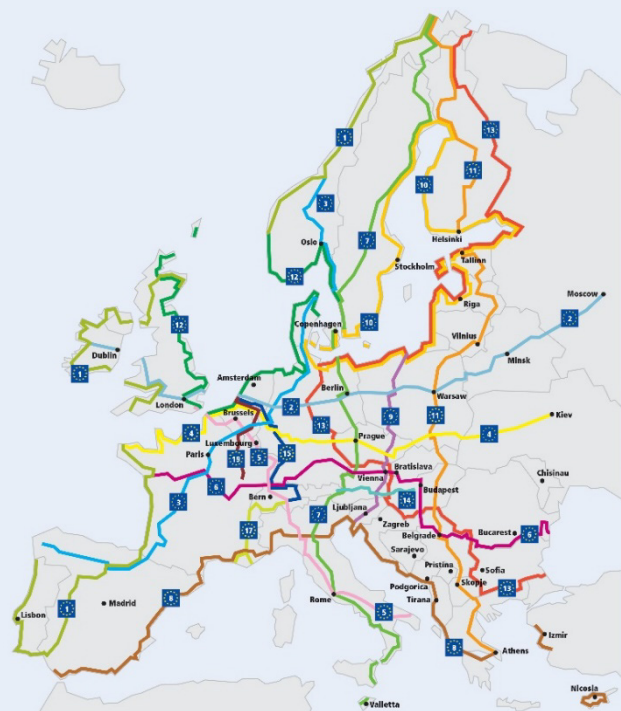 13
1
11
3
10
7
Oslo
Helsinki
Tallinn
Stockholm
12
Moscow
Riga
12
10
2
Copenhagen
Vilnius
Dublin
Minsk
1
Amsterdam
Berlin
Warsaw
London
2
9
11
Brussels
Kiev
4
13
4
Luxembourg
Prague
Paris
5
15
19
Bratislava
Chisinau
Vienna
6
Budapest
3
Bern
14
7
Ljubljana
17
Zagreb
Belgrade
Bucarest
6
Sarajevo
Pristina
Sofia
Podgorica
Skopje
13
8
Rome
Tirana
Madrid
1
5
Lisbon
Izmir
8
Athens
Nicosia
Valletta